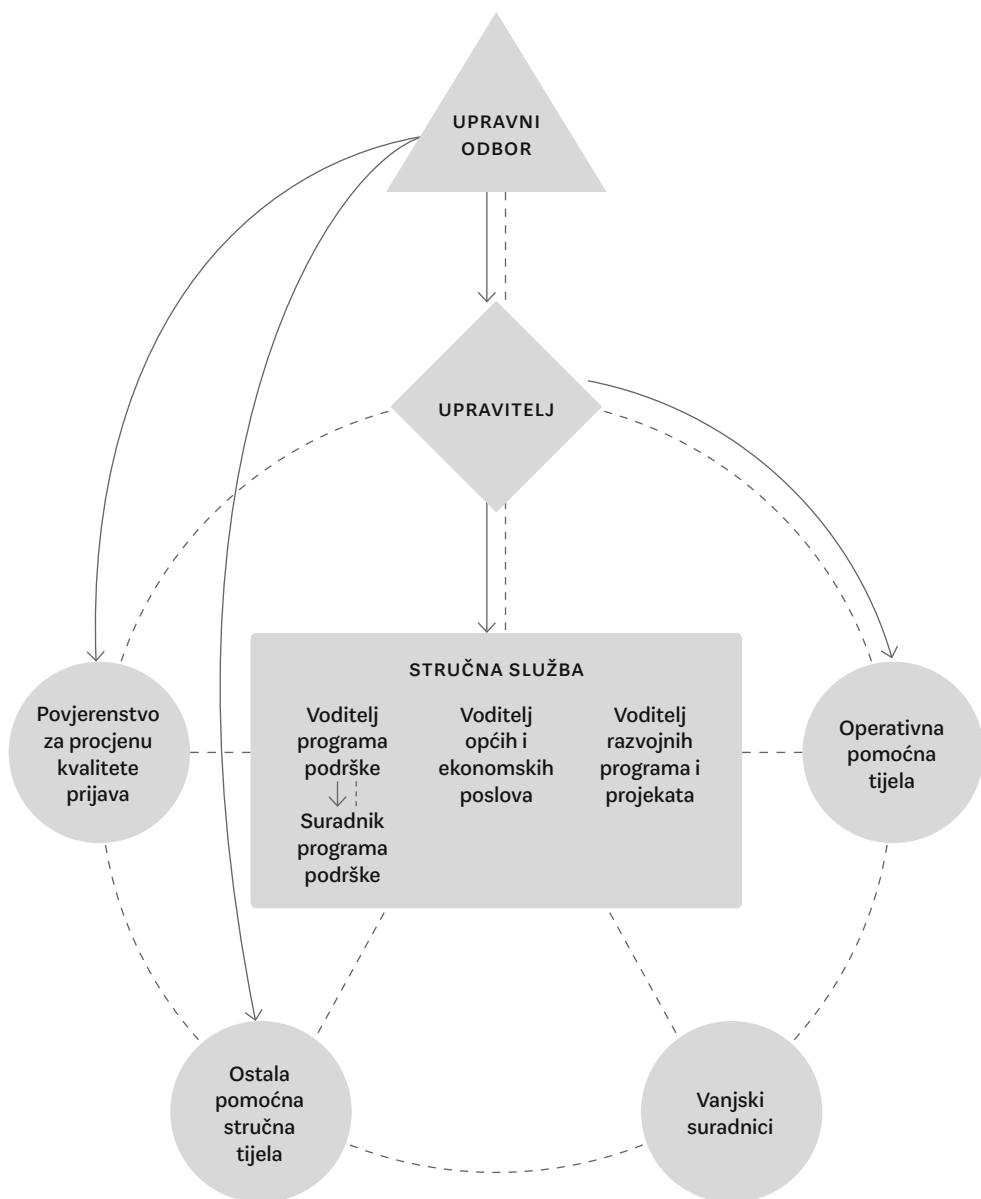 UPRAVNI
ODBOR
UPRAVITELJ
STRUČNA SLUŽBA
Voditelj
programa
podrške
Suradnik
programa
podrške
Voditelj
općih i
ekonomskih
poslova
Voditelj
razvojnih
programa i
projekata
Povjerenstvo
za procjenu
kvalitete
prijava
Operativna
pomoćna
tijela
Ostala
pomoćna
stručna
tijela
Vanjski
suradnici